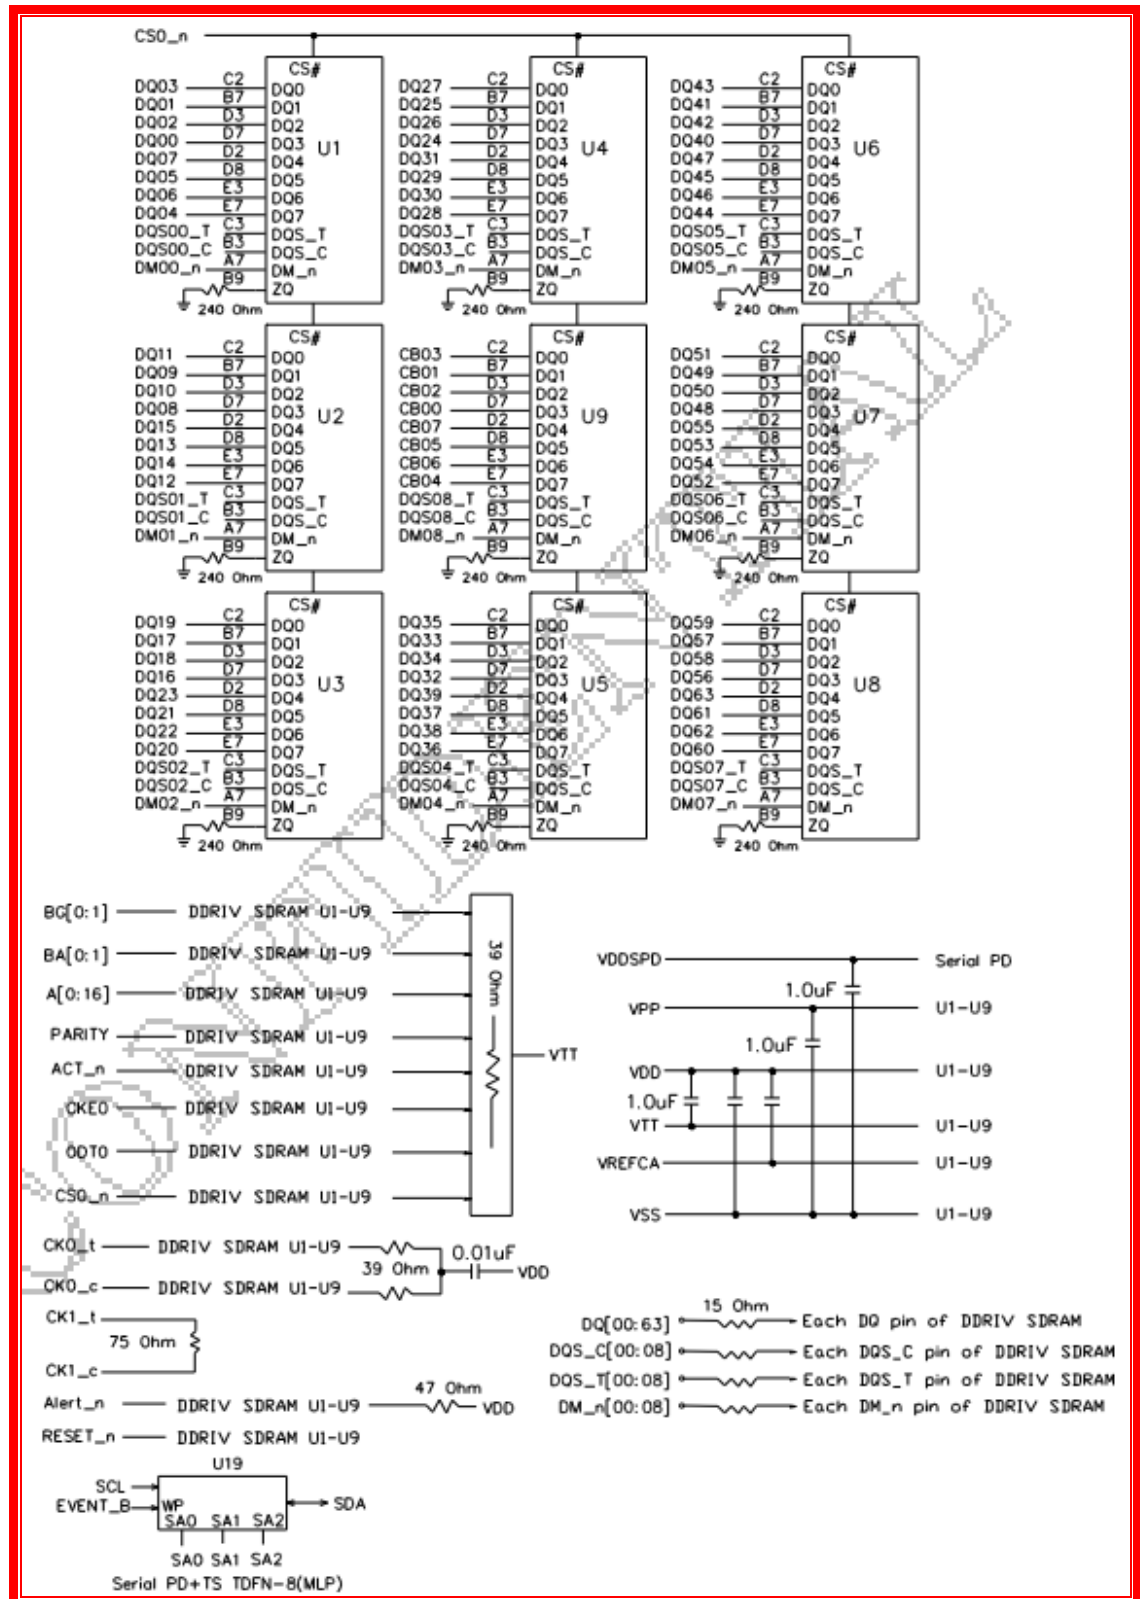 CS0_n
CS#
DQ03 C2 DQ0
DQ01 B7 DQ1
DQ02 D3 DQ2
DQ00 D7 DQ3
U1
DQ07 D2 DQ4
DQ05 D8 DQ5
DQ06 E3 DQ6
DQ04 E7 DQ7
DQS00_T C3 DQS_T
DQS00_C B3 DQS_C
DM00_n A7 DM_n
B9 ZQ
240 Ohm
CS#
DQ27 C2 DQ0
DQ25 B7 DQ1
DQ26 D3 DQ2
DQ24 D7 DQ3
U4
DQ31 D2 DQ4
DQ29 D8 DQ5
DQ30 E3 DQ6
DQ28 E7 DQ7
DQS03_T C3 DQS_T
DQS03_C B3 DQS_C
DM03_n A7 DM_n
B9 ZQ
240 Ohm
CS#
DQ43 C2 DQ0
DQ41 B7 DQ1
DQ42 D3 DQ2
DQ40 D7 DQ3
U6
DQ47 D2 DQ4
DQ45 D8 DQ5
DQ46 E3 DQ6
DQ44 E7 DQ7
DQS05_T C3 DQS_T
DQS05_C B3 DQS_C
DM05_n A7 DM_n
B9 ZQ
240 Ohm
CS#
DQ11 C2 DQ0
DQ09 B7 DQ1
DQ10 D3 DQ2
DQ08 D7 DQ3
U2
DQ15 D2 DQ4
DQ13 D8 DQ5
DQ14 E3 DQ6
DQ12 E7 DQ7
DQS01_T C3 DQS_T
DQS01_C B3 DQS_C
DM01_n A7 DM_n
B9 ZQ
240 Ohm
CS#
CB03 C2 DQ0
CB01 B7 DQ1
CB02 D3 DQ2
CB00 D7 DQ3
U9
CB07 D2 DQ4
CB05 D8 DQ5
CB06 E3 DQ6
CB04 E7 DQ7
DQS08_T C3 DQS_T
DQS08_C B3 DQS_C
DM08_n A7 DM_n
B9 ZQ
240 Ohm
CS#
DQ51 C2 DQ0
DQ49 B7 DQ1
DQ50 D3 DQ2
DQ48 D7 DQ3
U7
DQ55 D2 DQ4
DQ53 D8 DQ5
DQ54 E3 DQ6
DQ52 E7 DQ7
DQS06_T C3 DQS_T
DQS06_C B3 DQS_C
DM06_n A7 DM_n
B9 ZQ
240 Ohm
CS#
DQ19 C2 DQ0
DQ17 B7 DQ1
DQ18 D3 DQ2
DQ16 D7 DQ3
U3
DQ23 D2 DQ4
DQ21 D8 DQ5
DQ22 E3 DQ6
DQ20 E7 DQ7
DQS02_T C3 DQS_T
DQS02_C B3 DQS_C
DM02_n A7 DM_n
B9 ZQ
240 Ohm
CS#
DQ35 C2 DQ0
DQ33 B7 DQ1
DQ34 D3 DQ2
DQ32 D7 DQ3
U5
DQ39 D2 DQ4
DQ37 D8 DQ5
DQ38 E3 DQ6
DQ36 E7 DQ7
DQS04_T C3 DQS_T
DQS04_C B3 DQS_C
DM04_n A7 DM_n
B9 ZQ
240 Ohm
CS#
DQ59 C2 DQ0
DQ57 B7 DQ1
DQ58 D3 DQ2
DQ56 D7 DQ3
U8
DQ63 D2 DQ4
DQ61 D8 DQ5
DQ62 E3 DQ6
DQ60 E7 DQ7
DQS07_T C3 DQS_T
DQS07_C B3 DQS_C
DM07_n A7 DM_n
B9 ZQ
240 Ohm
BG[0:1] DDRIV SDRAM U1-U9
BA[0:1] DDRIV SDRAM U1-U9
A[0:16] DDRIV SDRAM U1-U9
PARITY DDRIV SDRAM U1-U9
ACT_n DDRIV SDRAM U1-U9
CKE0 DDRIV SDRAM U1-U9
ODT0 DDRIV SDRAM U1-U9
CS0_n DDRIV SDRAM U1-U9
39 Ohm
VTT
VDDSPD Serial PD
1.0uF
VPP U1-U9
1.0uF
VDD U1-U9
1.0uF
VTT U1-U9
VREFCA U1-U9
VSS U1-U9
CK0_t DDRIV SDRAM U1-U9
39 Ohm 0.01uF VDD
CK0_c DDRIV SDRAM U1-U9
CK1_t
75 Ohm
CK1_c
Alert_n DDRIV SDRAM U1-U9 47 Ohm VDD
RESET_n DDRIV SDRAM U1-U9
15 Ohm
DQ[00:63] Each DQ pin of DDRIV SDRAM
DQS_C[00:08] Each DQS_C pin of DDRIV SDRAM
DQS_T[00:08] Each DQS_T pin of DDRIV SDRAM
DM_n[00:08] Each DM_n pin of DDRIV SDRAM
U19
SCL
EVENT_B WP SDA
SA0 SA1 SA2
SA0 SA1 SA2
Serial PD+TS TDFN-8(MLP)
CONFIDENTIAL